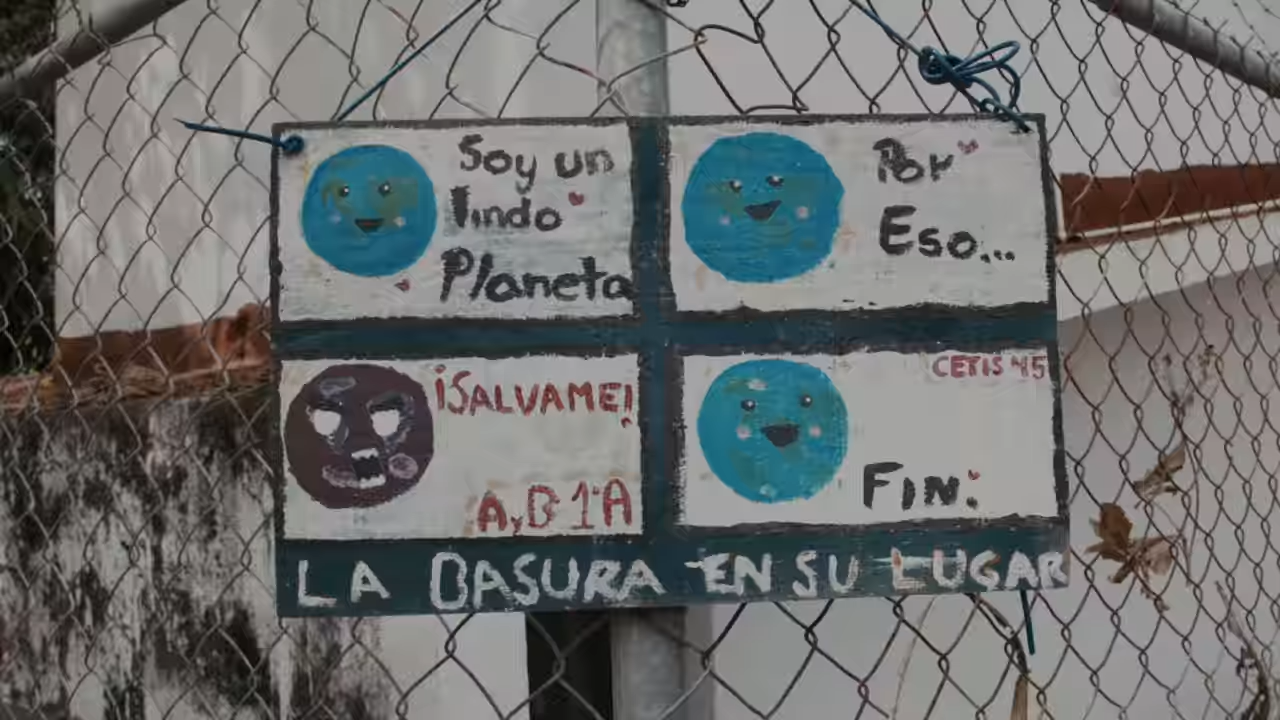 Soy un
lindo
Planeta
Por
Eso...
¡SALVAME!
A,B 1°A
CETIS 45
FIN.
LA BASURA EN SU LUGAR